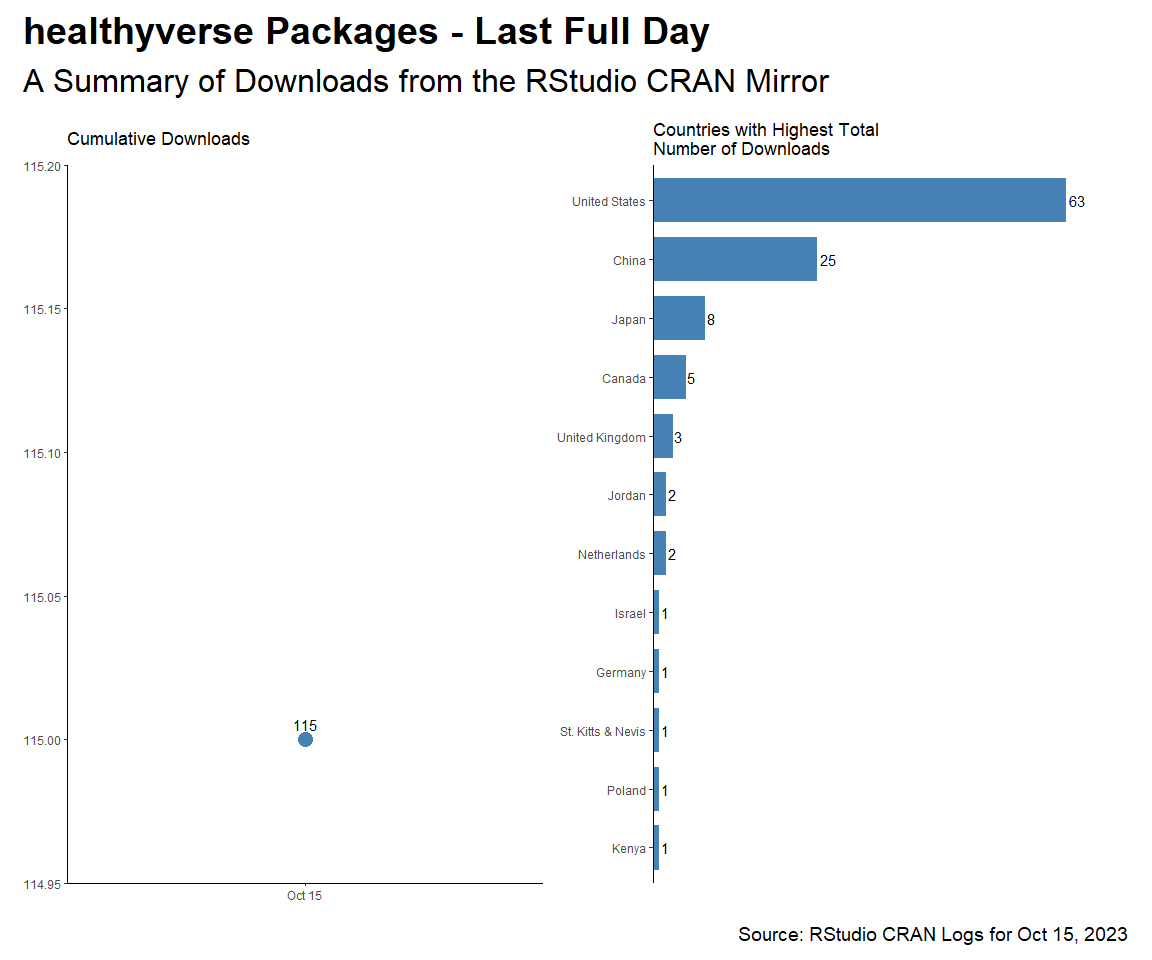 healthyverse Packages - Last Full Day
A Summary of Downloads from the RStudio CRAN Mirror
Cumulative Downloads
115.20
115.15
115.10
115.05
115.00
114.95
115
Oct 15
Countries with Highest Total
Number of Downloads
United States 63
China 25
Japan 8
Canada 5
United Kingdom 3
Jordan 2
Netherlands 2
Israel 1
Germany 1
St. Kitts & Nevis 1
Poland 1
Kenya 1
Source: RStudio CRAN Logs for Oct 15, 2023